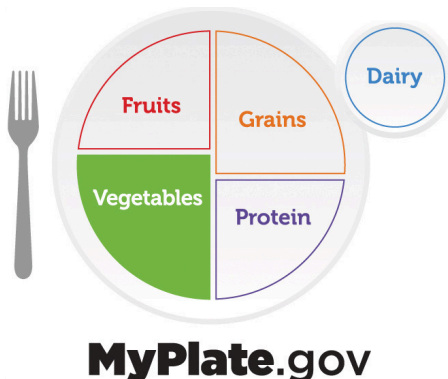 Dairy
Fruits
Grains
Vegetables
Protein
MyPlate.gov